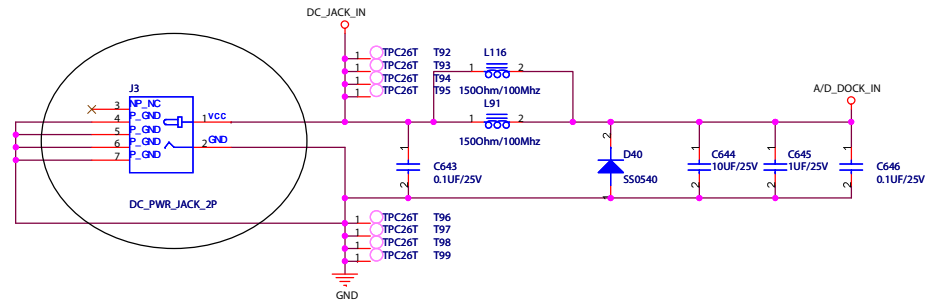 DC_JACK_IN
1 TPC26T T92
1 TPC26T T93
1 TPC26T T94
1 TPC26T T95
L116
1 2
150Ohm/100Mhz
L91
1 2
150Ohm/100Mhz
A/D_DOCK_IN
J3
3 NP_NC
4 P_GND
5 P_GND
6 P_GND
7 P_GND
1 VCC
2 GND
DC_PWR_JACK_2P
1
C643
0.1UF/25V
2
2
D40
SS0540
1
1
C644
10UF/25V
2
1
C645
1UF/25V
2
1
C646
0.1UF/25V
2
1 TPC26T T96
1 TPC26T T97
1 TPC26T T98
1 TPC26T T99
GND